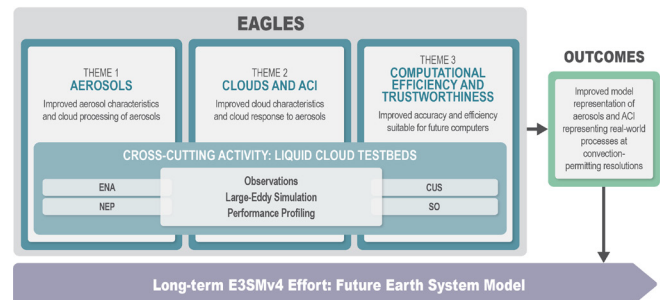 EAGLES
THEME 1
AEROSOLS
Improved aerosol characteristics
and cloud processing of aerosols
THEME 2
CLOUDS AND ACI
Improved cloud characteristics
and cloud response to aerosols
THEME 3
COMPUTATIONAL
EFFICIENCY AND
TRUSTWORTHINESS
Improved accuracy and efficiency
suitable for future computers
CROSS-CUTTING ACTIVITY: LIQUID CLOUD TESTBEDS
ENA
NEP
Observations
Large-Eddy Simulation
Performance Profiling
CUS
SO
OUTCOMES
Improved model
representation of
aerosols and ACI
representing real-world
processes at
convection-
permitting resolutions
Long-term E3SMv4 Effort: Future Earth System Model